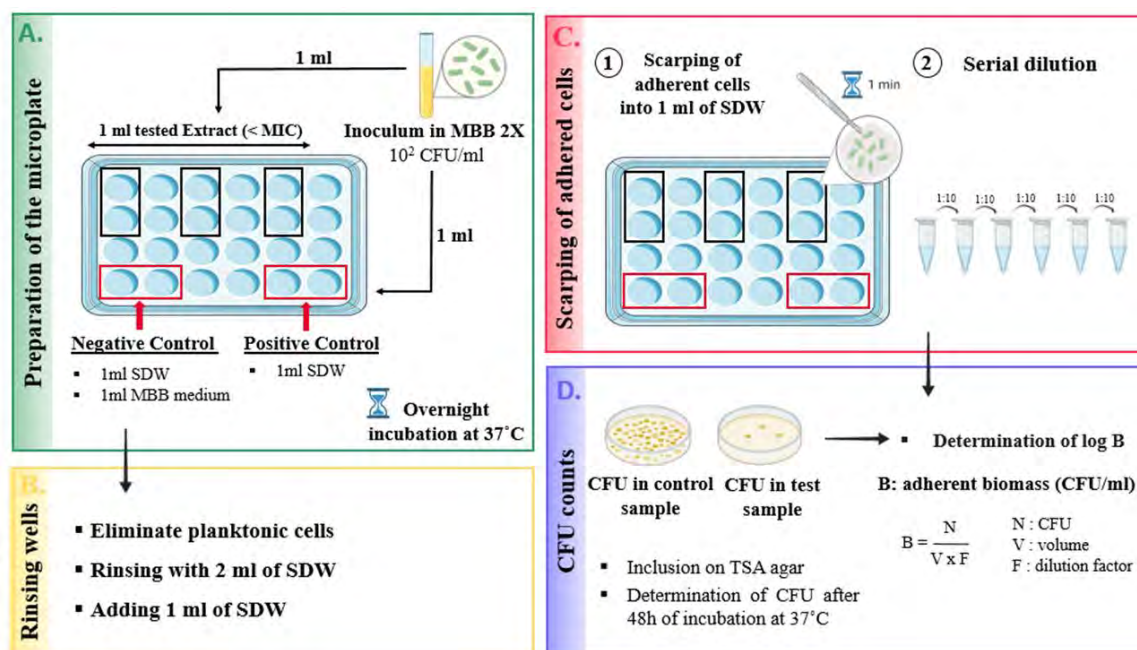 A.
Preparation of the microplate
1 ml
1 ml tested Extract (< MIC)
Inoculum in MBB 2X
10² CFU/ml
1 ml
Negative Control
▪ 1ml SDW
▪ 1ml MBB medium
Positive Control
▪ 1ml SDW
Overnight
incubation at 37˚C
B.
Rinsing wells
▪ Eliminate planktonic cells
▪ Rinsing with 2 ml of SDW
▪ Adding 1 ml of SDW
C.
Scarping of adhered cells
1 Scarping of
adherent cells
into 1 ml of SDW
1 min
2 Serial dilution
1:10 1:10 1:10 1:10 1:10
D.
CFU counts
CFU in control
sample
CFU in test
sample
▪ Inclusion on TSA agar
▪ Determination of CFU after
48h of incubation at 37˚C
▪ Determination of log B
B: adherent biomass (CFU/ml)
B = N
V x F
N : CFU
V : volume
F : dilution factor